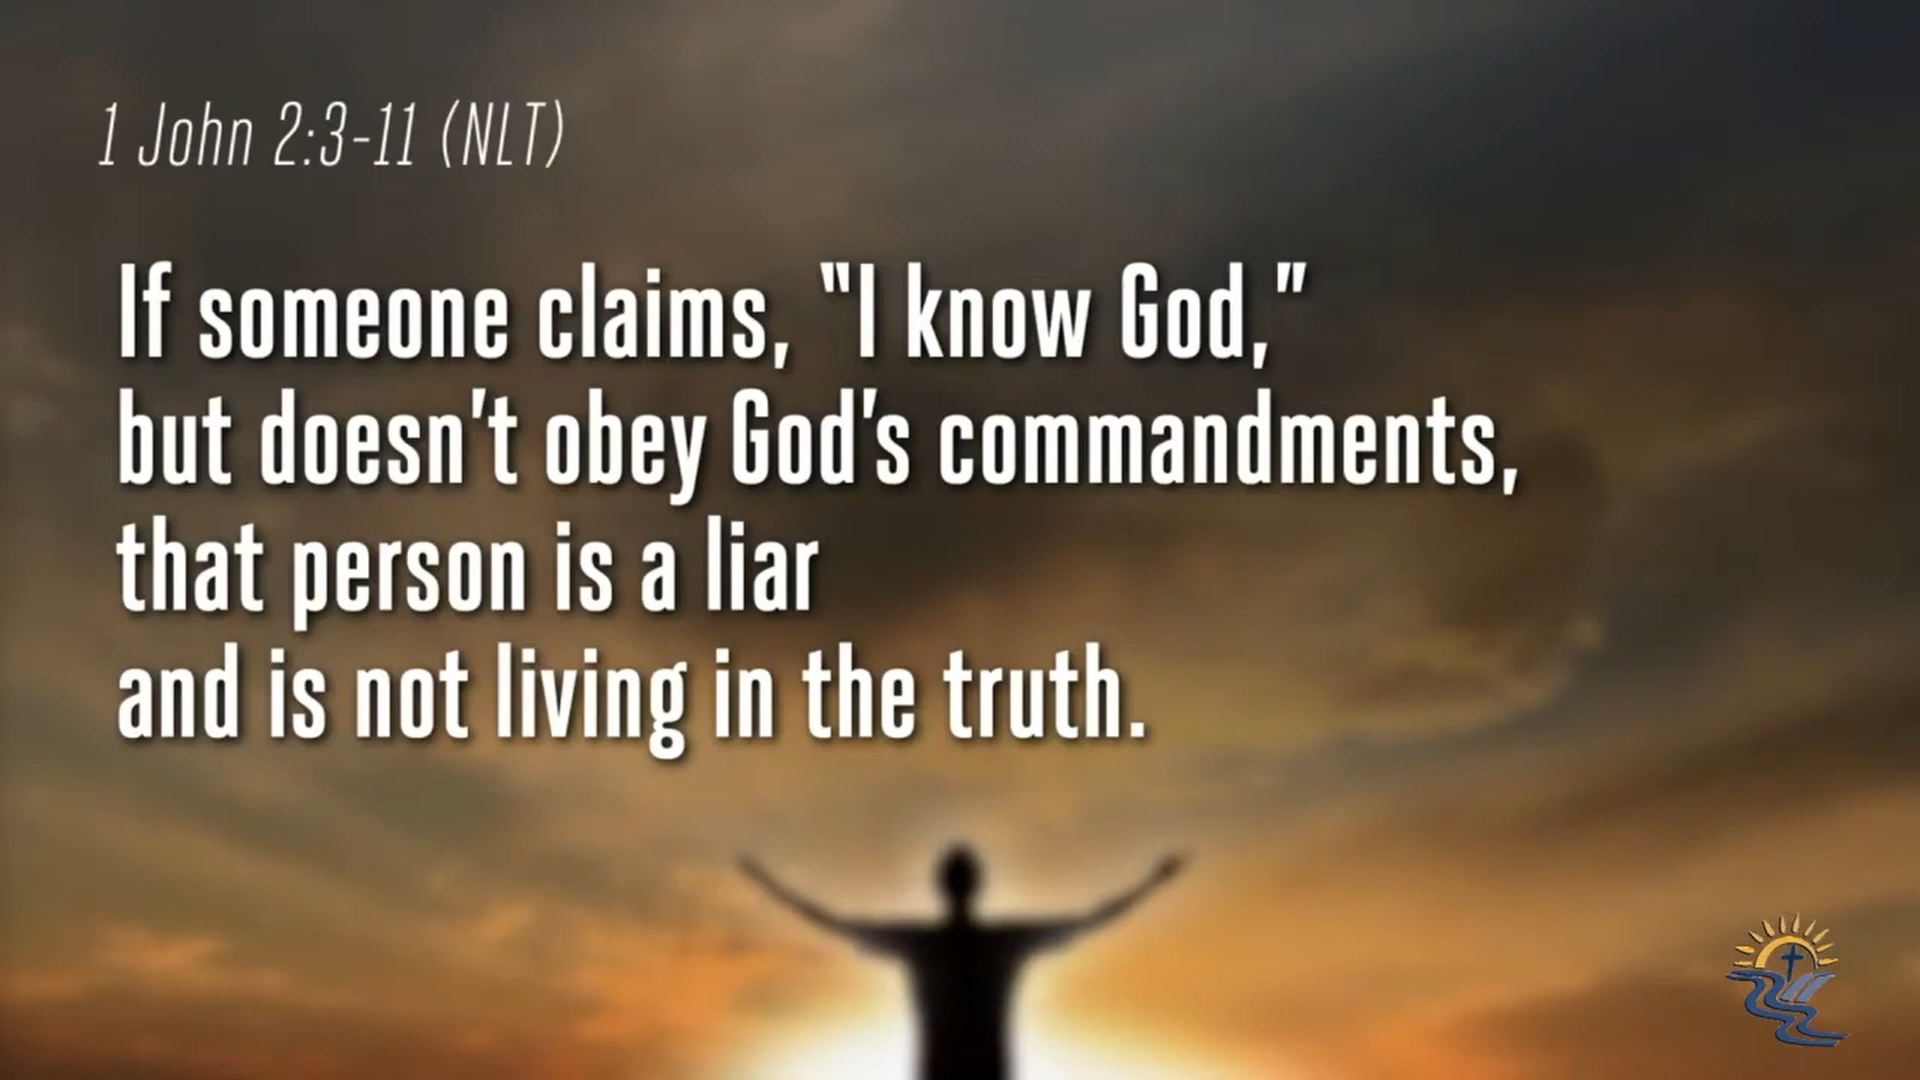 1 John 2:3-11 (NLT)
If someone claims, "I know God,"
but doesn't obey God's commandments,
that person is a liar
and is not living in the truth.